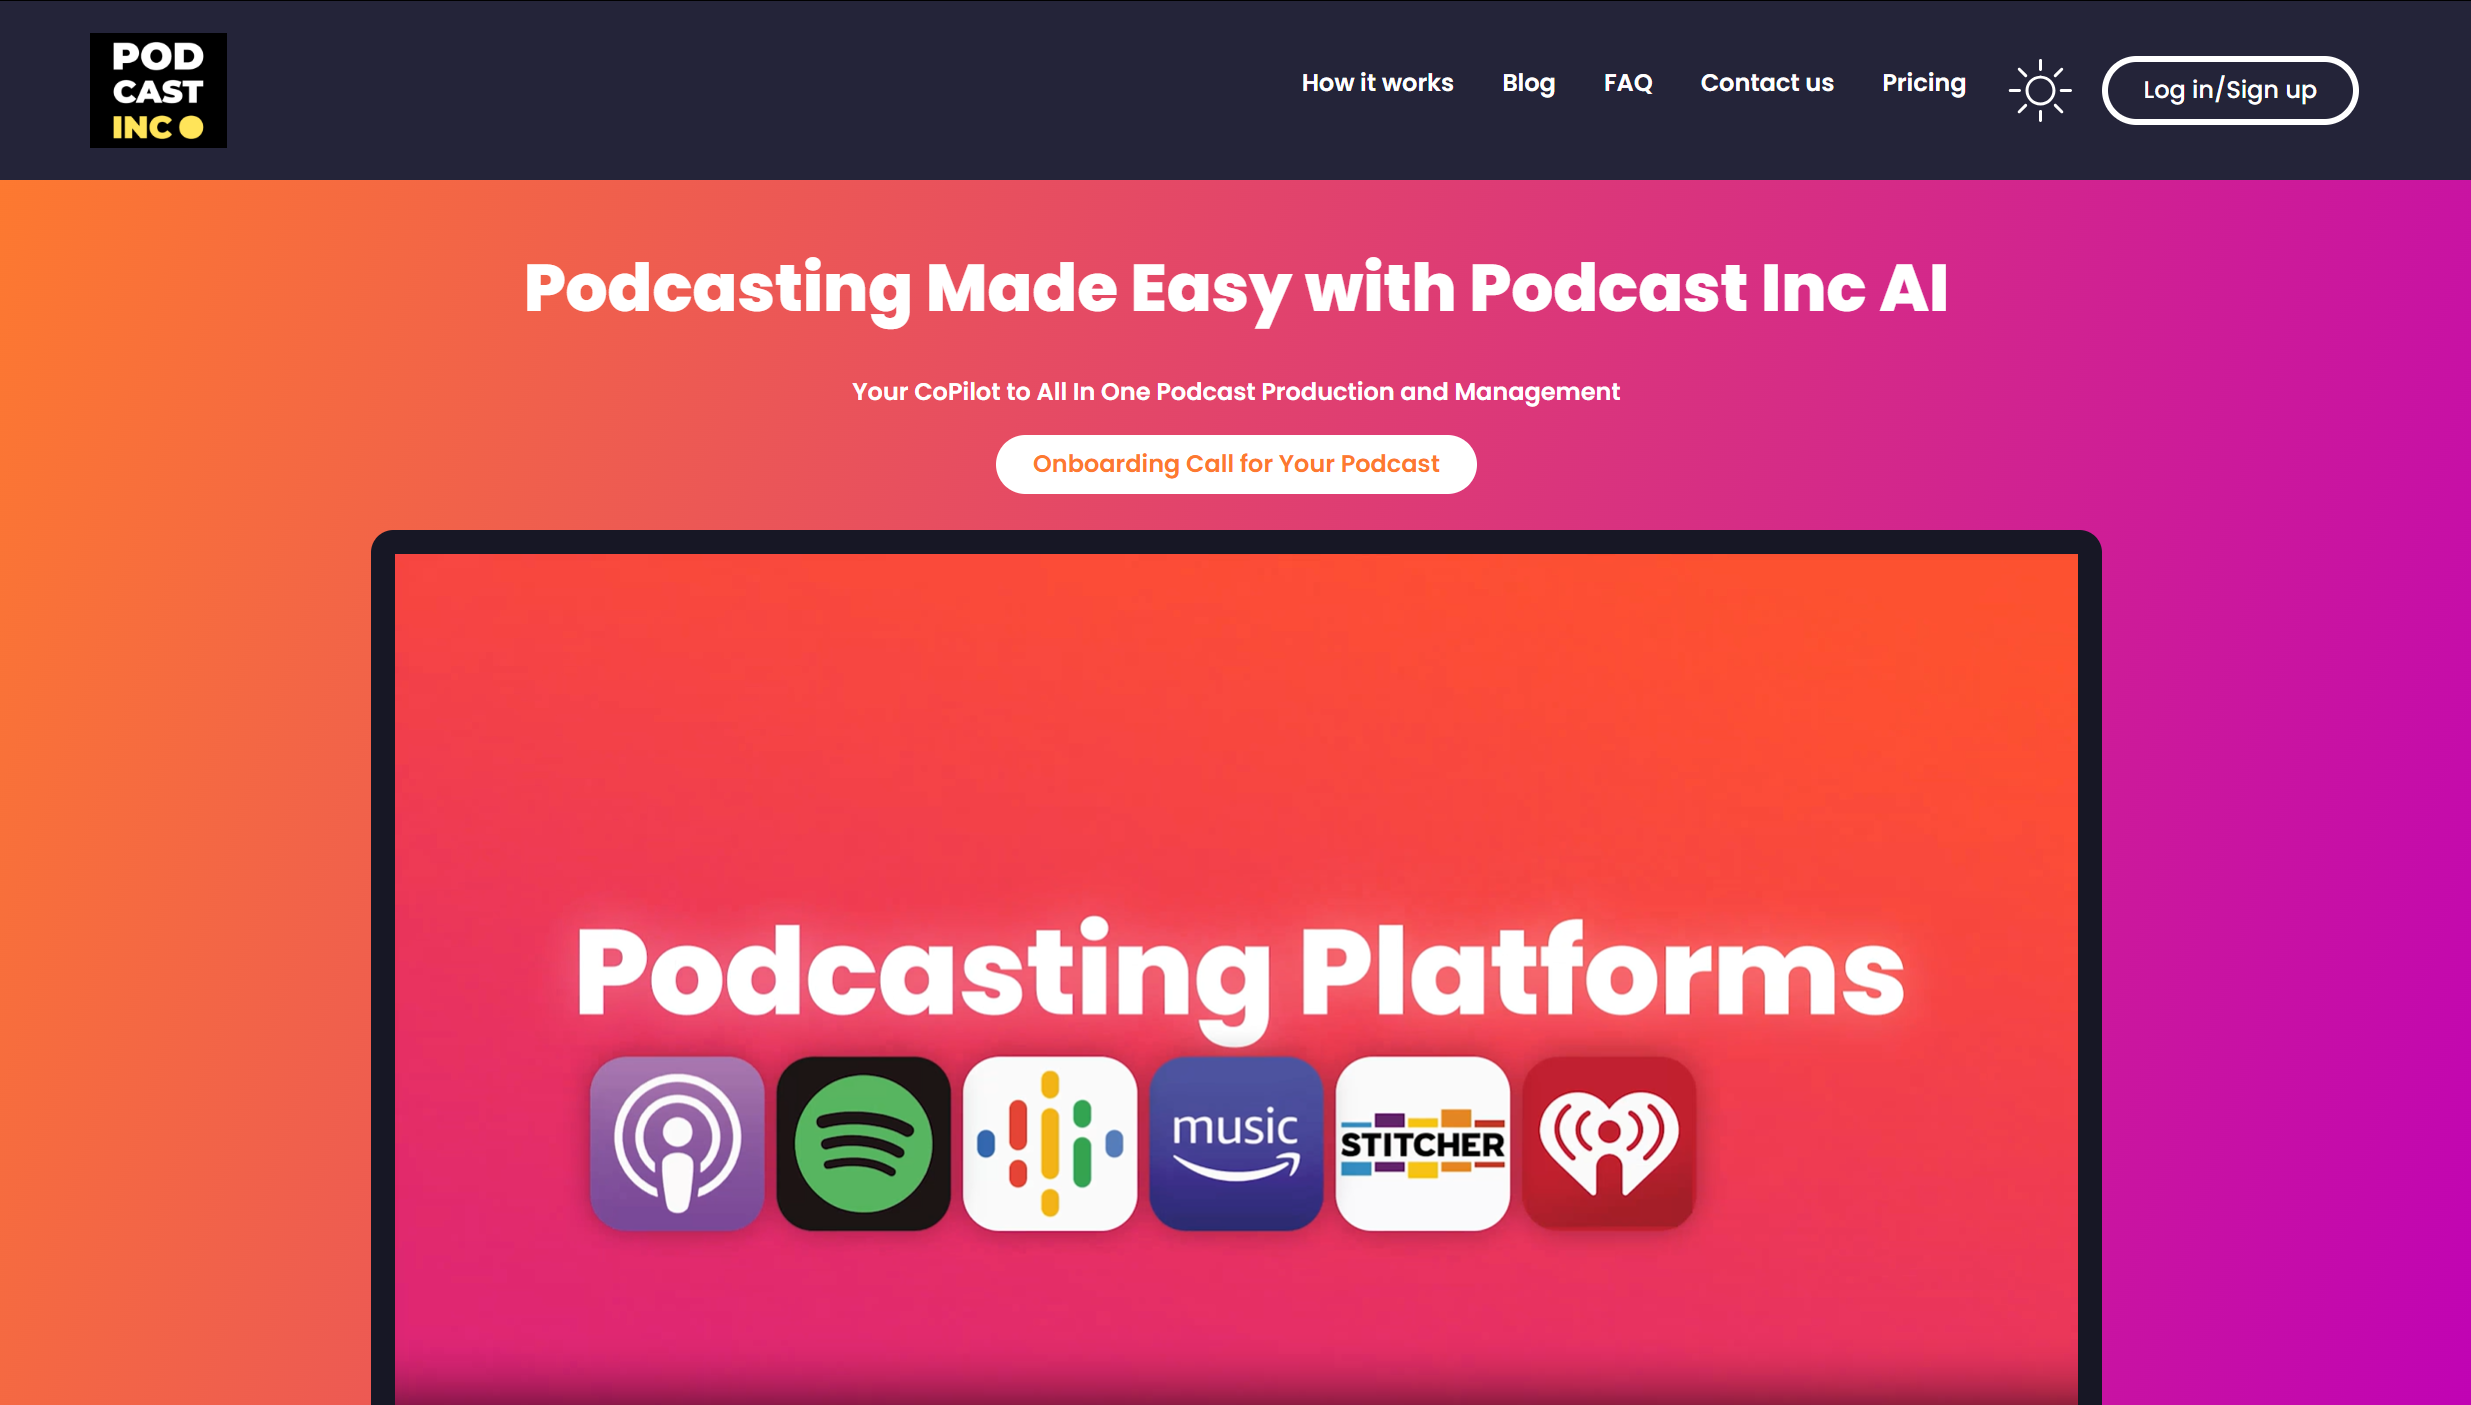 POD
CAST
INC
How it works
Blog
FAQ
Contact us
Pricing
Log in/Sign up
Podcasting Made Easy with Podcast Inc AI
Your CoPilot to All In One Podcast Production and Management
Onboarding Call for Your Podcast
Podcasting Platforms
music
STITCHER